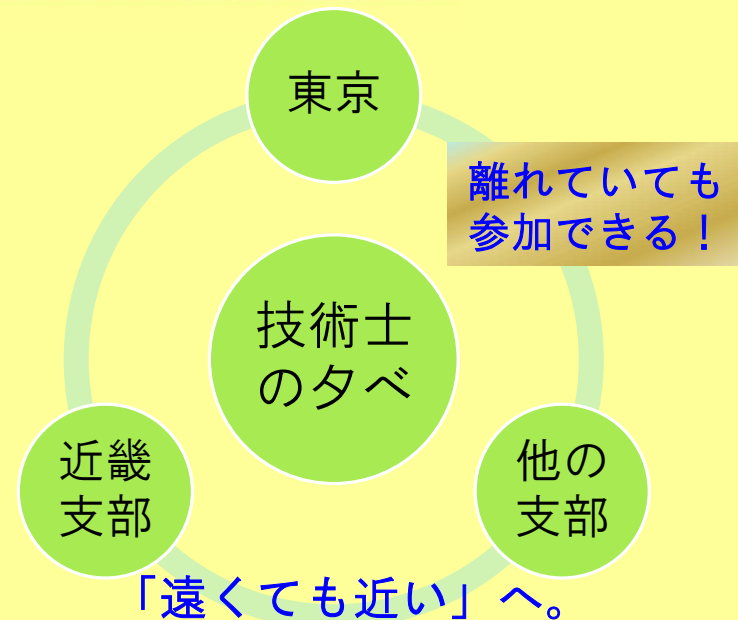 東京
離れていても
参加できる！
技術士
の夕べ
近畿
支部
他の
支部
「遠くても近い」へ。